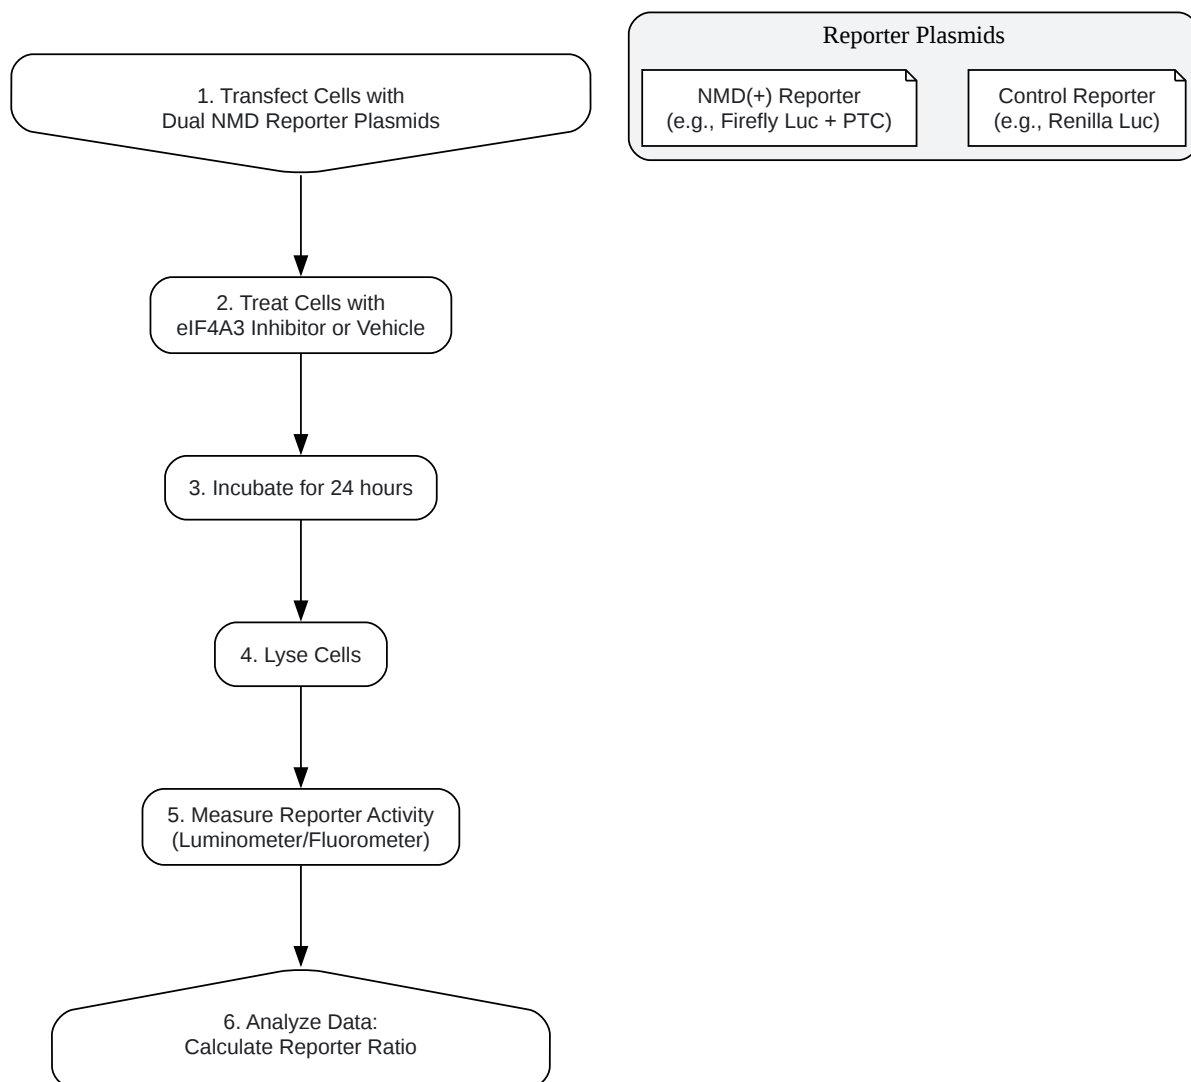 1. Transfect Cells with
Dual NMD Reporter Plasmids
Reporter Plasmids
NMD(+) Reporter
(e.g., Firefly Luc + PTC)
Control Reporter
(e.g., Renilla Luc)
2. Treat Cells with
eIF4A3 Inhibitor or Vehicle
3. Incubate for 24 hours
4. Lyse Cells
5. Measure Reporter Activity
(Luminometer/Fluorometer)
6. Analyze Data:
Calculate Reporter Ratio